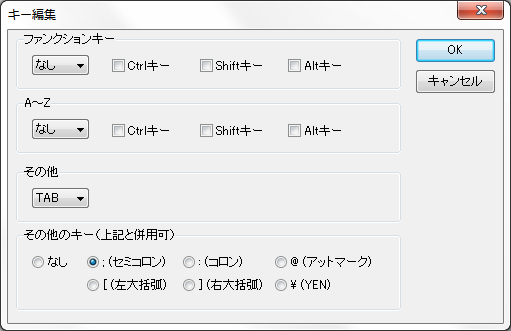 キー編集
ファンクションキー
なし Ctrlキー Shiftキー Altキー
OK
キャンセル
A～Z
なし Ctrlキー Shiftキー Altキー
その他
TAB
その他のキー(上記と併用可)
なし ;(セミコロン) :(コロン) @(アットマーク)
[(左大括弧) ](右大括弧) ¥(YEN)